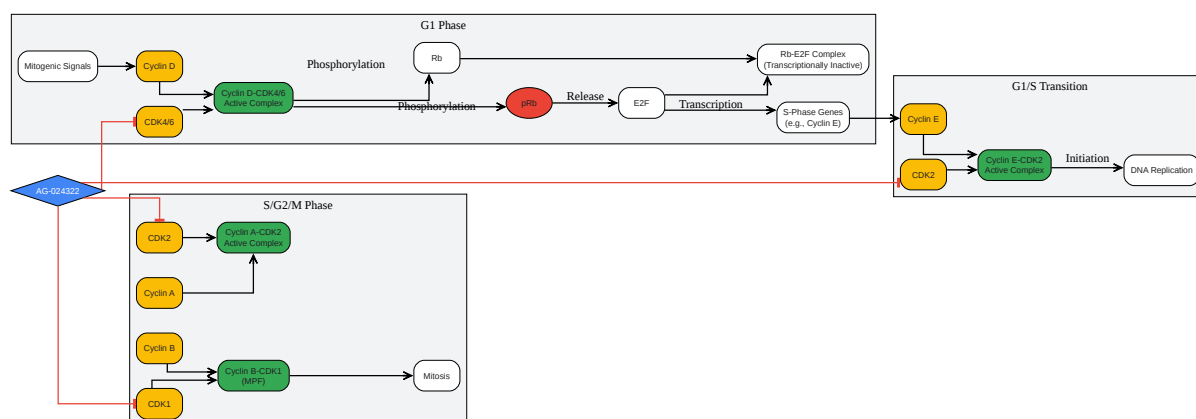 G1 Phase
Mitogenic Signals
Cyclin D
CDK4/6
Cyclin D-CDK4/6
Active Complex
Phosphorylation
Phosphorylation
Rb
pRb
Release
E2F
Transcription
Rb-E2F Complex
(Transcriptionally Inactive)
S-Phase Genes
(e.g., Cyclin E)
G1/S Transition
Cyclin E
CDK2
Cyclin E-CDK2
Active Complex
Initiation
DNA Replication
AG-024322
S/G2/M Phase
CDK2
Cyclin A-CDK2
Active Complex
Cyclin A
Cyclin B
Cyclin B-CDK1
(MPF)
Mitosis
CDK1